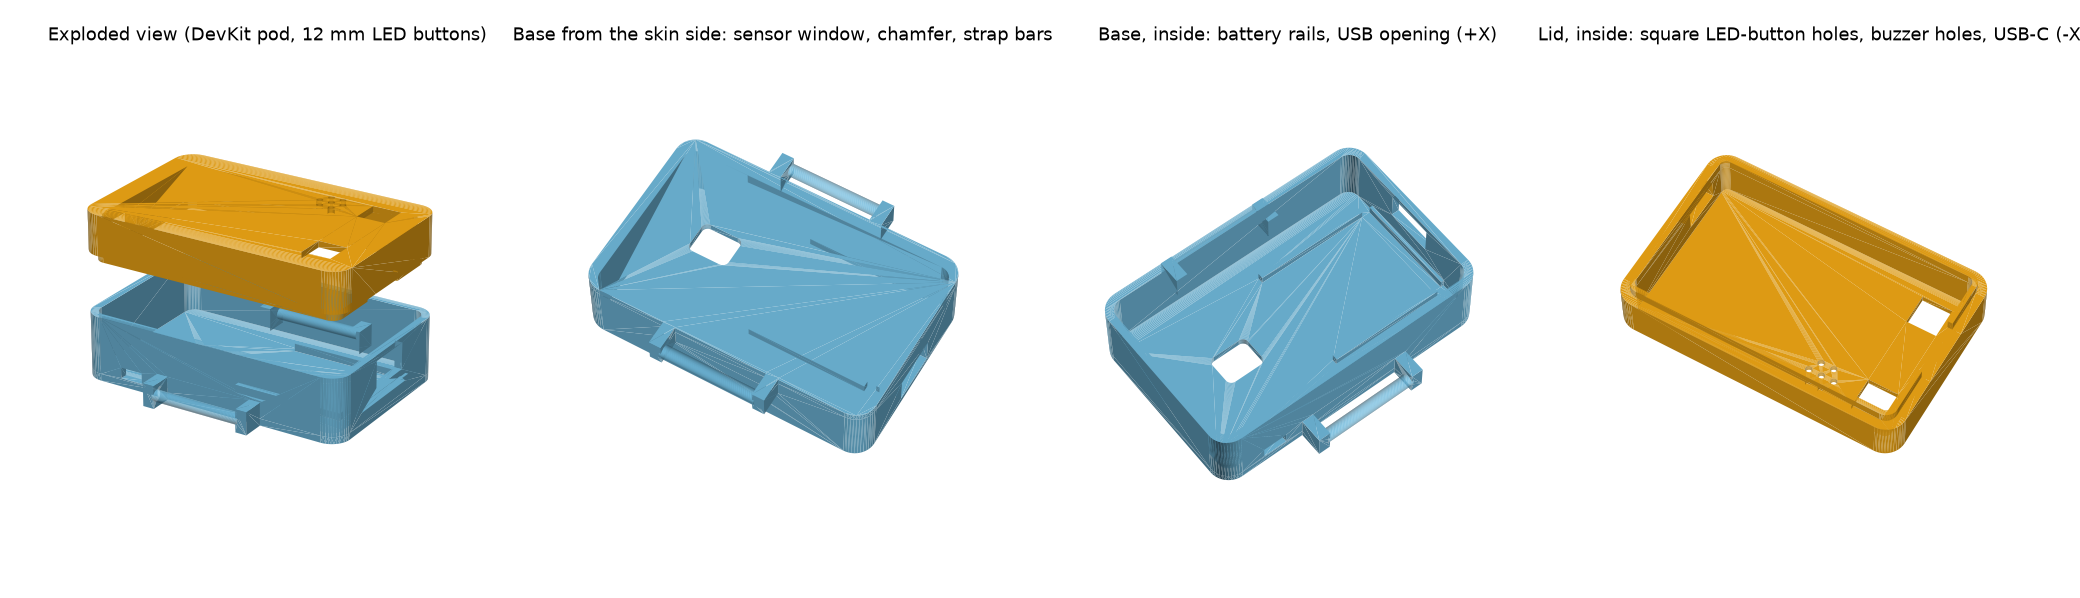 Exploded view (DevKit pod, 12 mm LED buttons)
Base from the skin side: sensor window, chamfer, strap bars
Base, inside: battery rails, USB opening (+X)
Lid, inside: square LED-button holes, buzzer holes, USB-C (-X